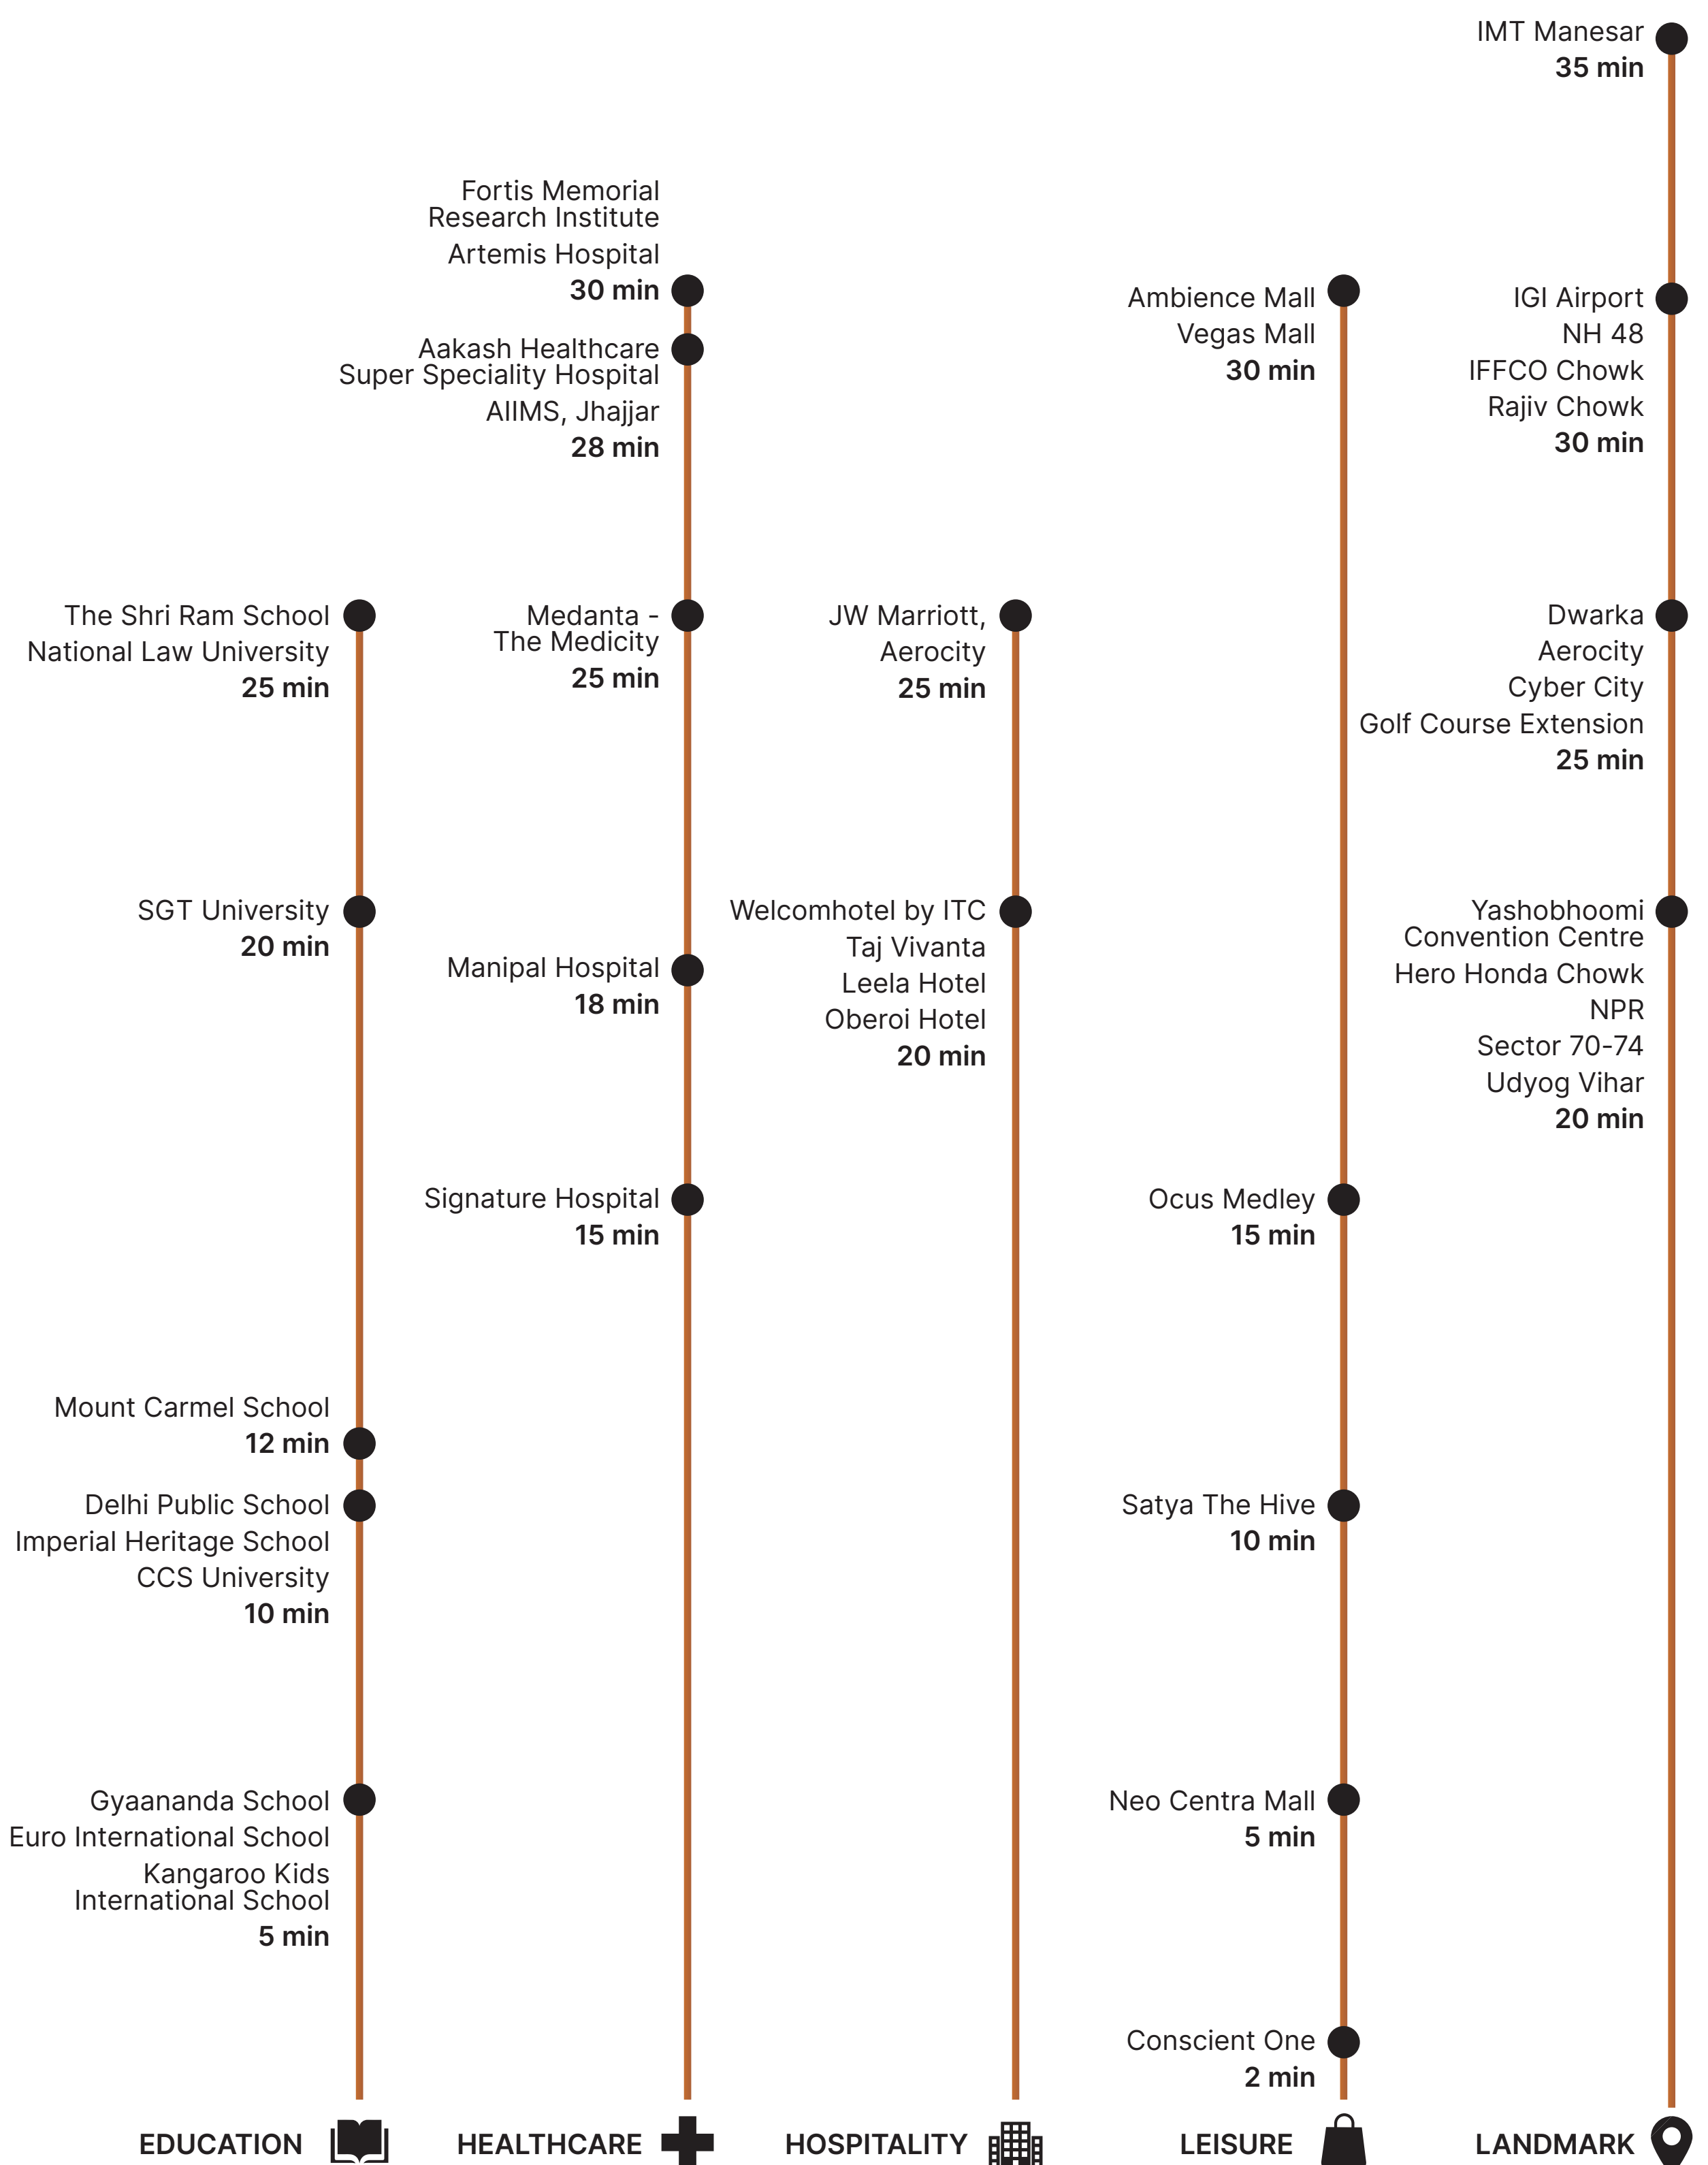 The Shri Ram School
National Law University
25 min
SGT University
20 min
Mount Carmel School
12 min
Delhi Public School
Imperial Heritage School
CCS University
10 min
Gyaananda School
Euro International School
Kangaroo Kids
International School
5 min
EDUCATION
Fortis Memorial
Research Institute
Artemis Hospital
30 min
Aakash Healthcare
Super Speciality Hospital
AIIMS, Jhajjar
28 min
Medanta -
The Medicity
25 min
Manipal Hospital
18 min
Signature Hospital
15 min
HEALTHCARE
JW Marriott,
Aerocity
25 min
Welcomhotel by ITC
Taj Vivanta
Leela Hotel
Oberoi Hotel
20 min
HOSPITALITY
Ambience Mall
Vegas Mall
30 min
Ocus Medley
15 min
Satya The Hive
10 min
Neo Centra Mall
5 min
Conscient One
2 min
LEISURE
IMT Manesar
35 min
IGI Airport
NH 48
IFFCO Chowk
Rajiv Chowk
30 min
Dwarka
Aerocity
Cyber City
Golf Course Extension
25 min
Yashobhoomi
Convention Centre
Hero Honda Chowk
NPR
Sector 70-74
Udyog Vihar
20 min
LANDMARK